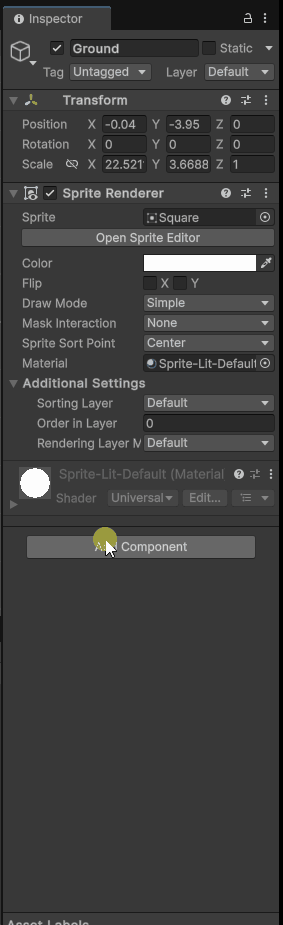 Inspector
Ground Static
Tag Untagged Layer Default
Transform
Position X -0.04 Y -3.95 Z 0
Rotation X 0 Y 0 Z 0
Scale X 22.521 Y 3.6688 Z 1
Sprite Renderer
Sprite Square
Open Sprite Editor
Color
Flip X Y
Draw Mode Simple
Mask Interaction None
Sprite Sort Point Center
Material Sprite-Lit-Default
Additional Settings
Sorting Layer Default
Order in Layer 0
Rendering Layer M Default
Sprite-Lit-Default (Material
Shader Universal Edit...
Add Component
Asset Labels